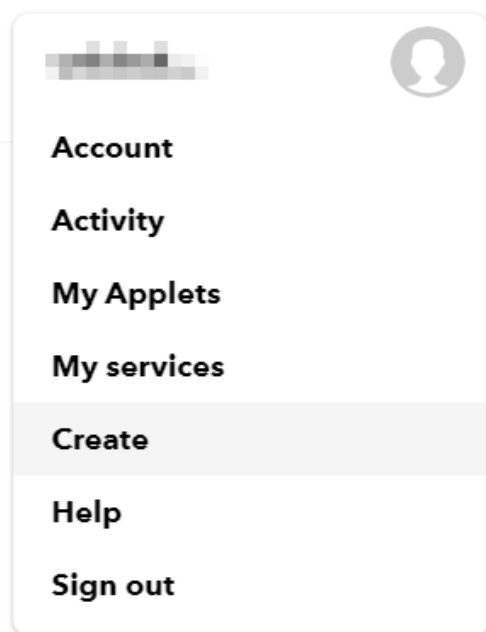 Account
Activity
My Applets
My services
Create
Help
Sign out